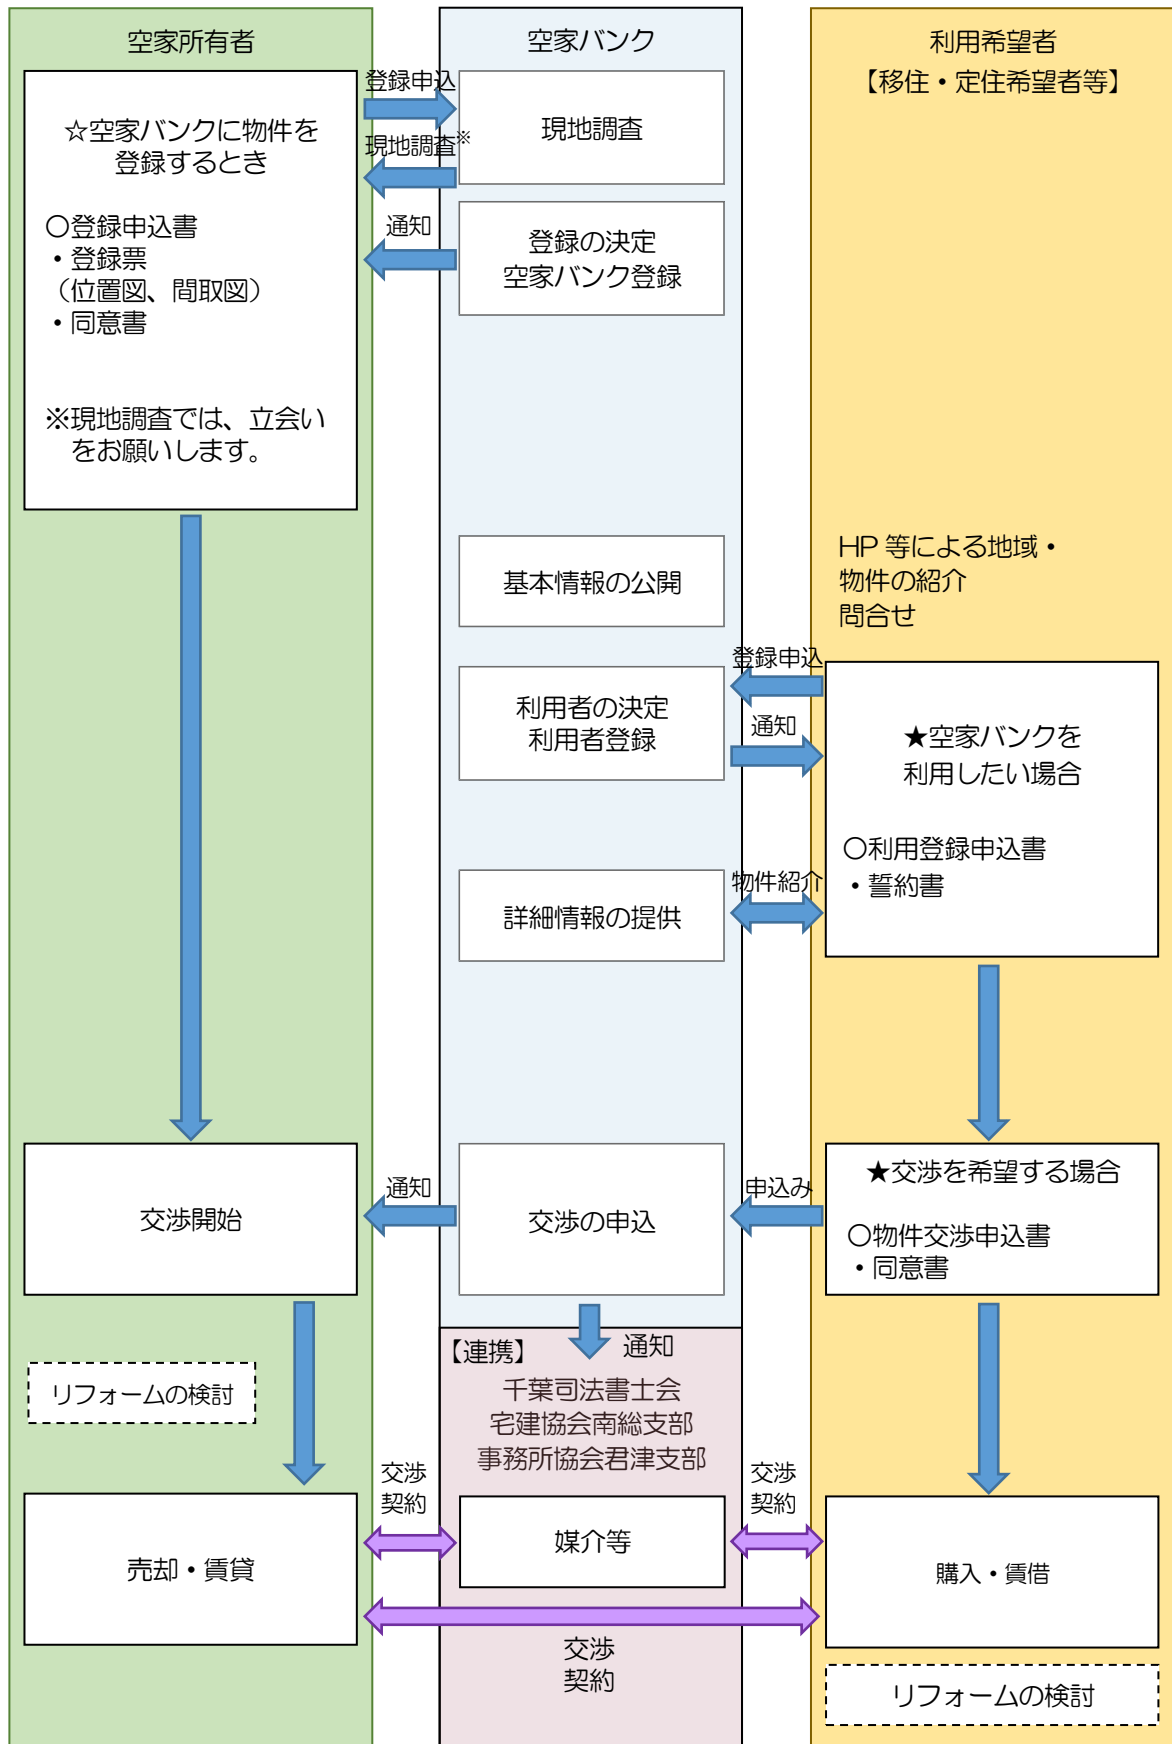 空家所有者
空家バンク
利用希望者
【移住・定住希望者等】
登録申込
現地調査※
通知
☆空家バンクに物件を
登録するとき
〇登録申込書
・登録票
（位置図、間取図）
・同意書
※現地調査では、立会い
をお願いします。
現地調査
登録の決定
空家バンク登録
基本情報の公開
HP 等による地域・
物件の紹介
問合せ
登録申込
通知
利用者の決定
利用者登録
★空家バンクを
利用したい場合
〇利用登録申込書
・誓約書
物件紹介
詳細情報の提供
交渉開始
通知
交渉の申込
申込み
★交渉を希望する場合
〇物件交渉申込書
・同意書
通知
【連携】
千葉司法書士会
宅建協会南総支部
事務所協会君津支部
リフォームの検討
交渉
契約
交渉
契約
売却・賃貸
媒介等
購入・賃借
交渉
契約
リフォームの検討